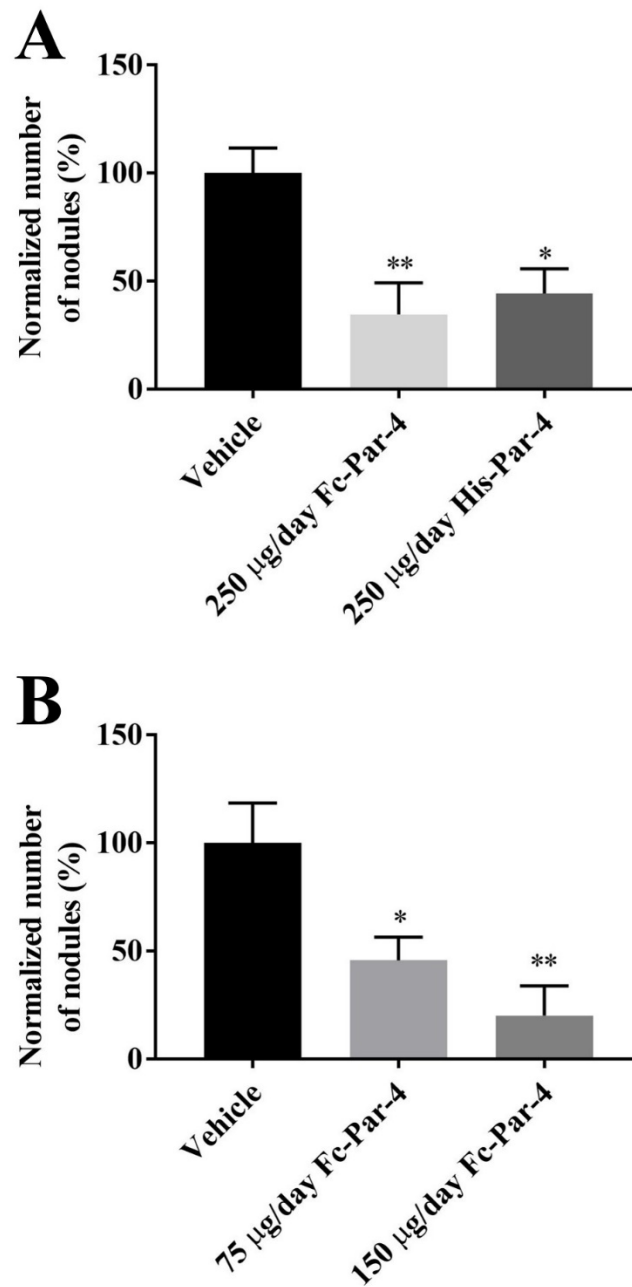 A
Normalized number
of nodules (%)
150
100
50
0
**
*
Vehicle
250 µg/day Fc-Par-4
250 µg/day His-Par-4
B
Normalized number
of nodules (%)
150
100
50
0
*
**
Vehicle
75 µg/day Fc-Par-4
150 µg/day Fc-Par-4